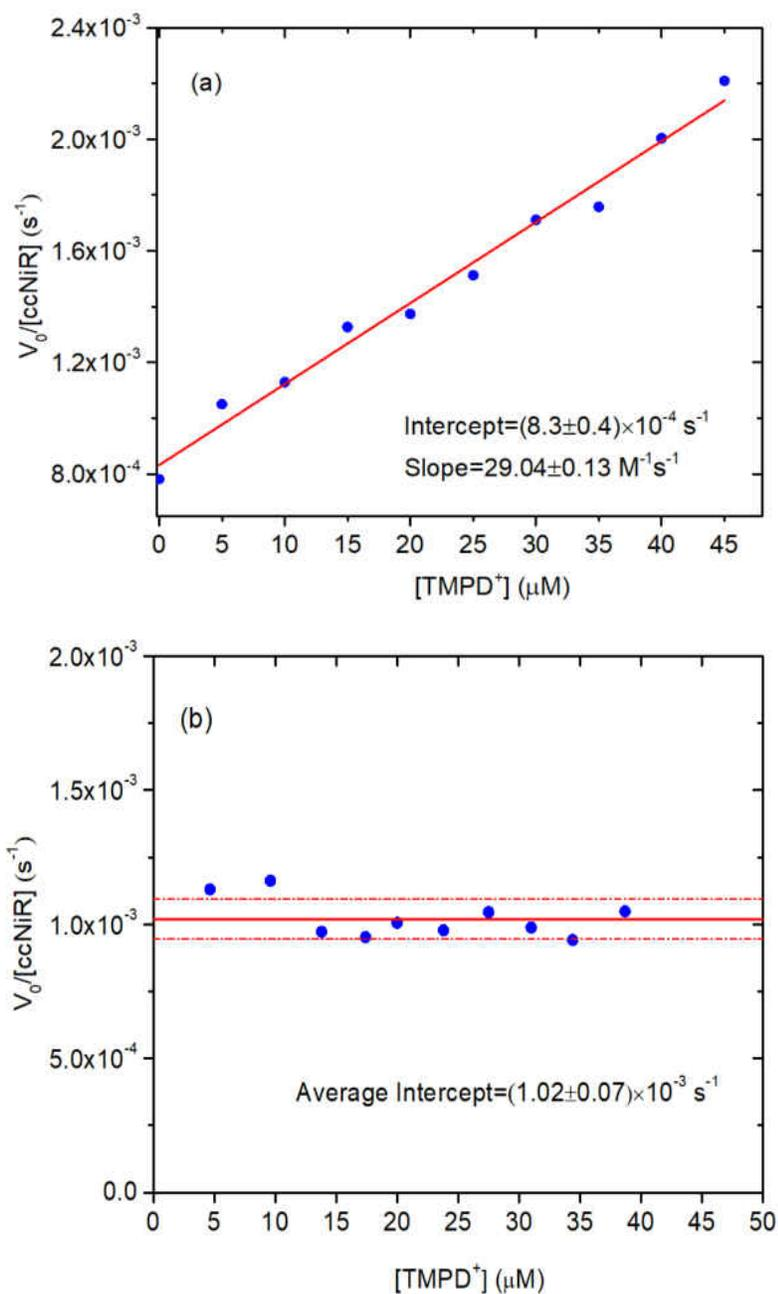 2.4x10⁻³
(a)
2.0x10⁻³
1.6x10⁻³
1.2x10⁻³
8.0x10⁻⁴
V₀/[ccNiR] (s⁻¹)
Intercept=(8.3±0.4)×10⁻⁴ s⁻¹
Slope=29.04±0.13 M⁻¹s⁻¹
0 5 10 15 20 25 30 35 40 45
[TMPD⁺] (μM)
2.0x10⁻³
(b)
1.5x10⁻³
1.0x10⁻³
5.0x10⁻⁴
0.0
V₀/[ccNiR] (s⁻¹)
Average Intercept=(1.02±0.07)×10⁻³ s⁻¹
0 5 10 15 20 25 30 35 40 45 50
[TMPD⁺] (μM)